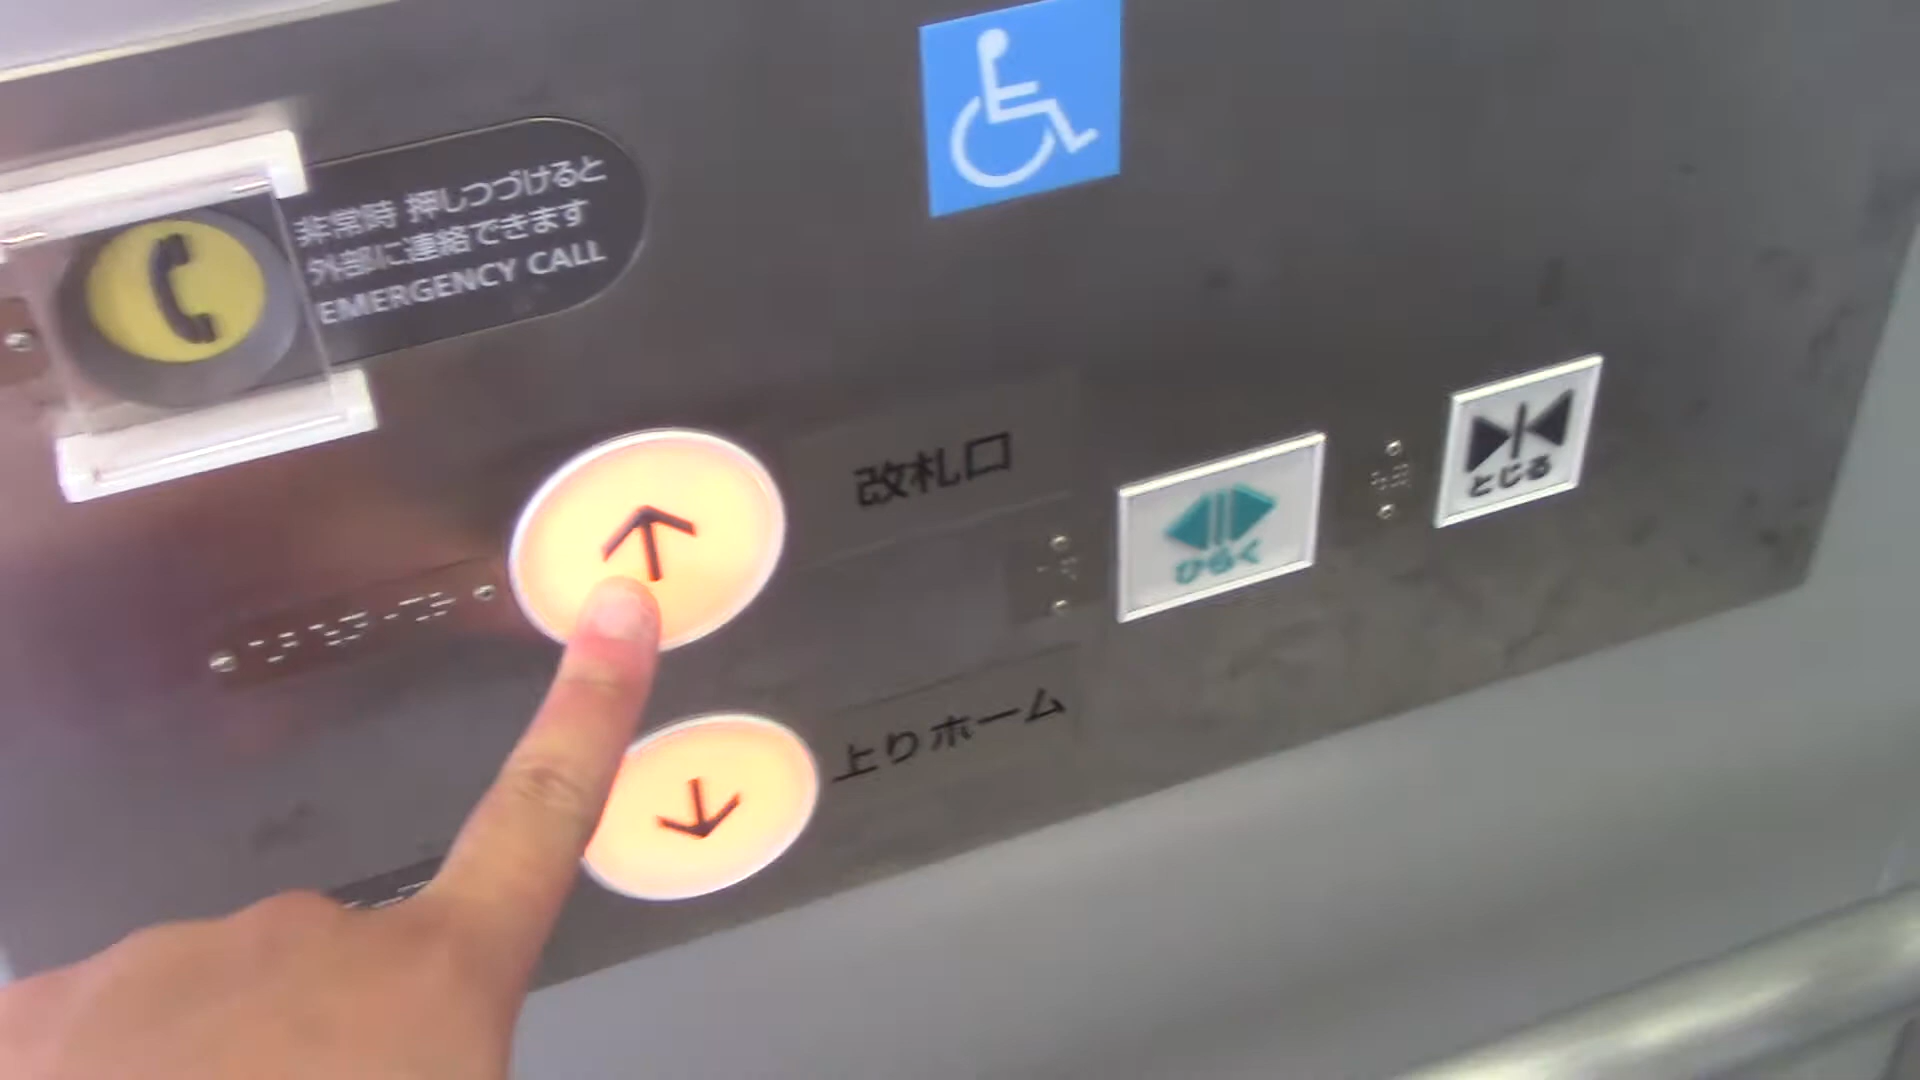 非常時 押しつづけると
外部に連絡できます
EMERGENCY CALL
改札口
上りホーム
ひらく
とじる